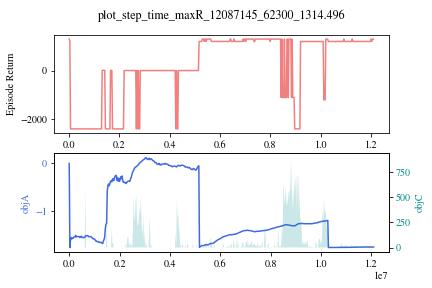 plot_step_time_maxR_12087145_62300_1314.496
Episode Return
0
−2000
0.0 0.2 0.4 0.6 0.8 1.0 1.2
objA
0
−1
objC
750
500
250
0
0.0 0.2 0.4 0.6 0.8 1.0 1.2
1e7